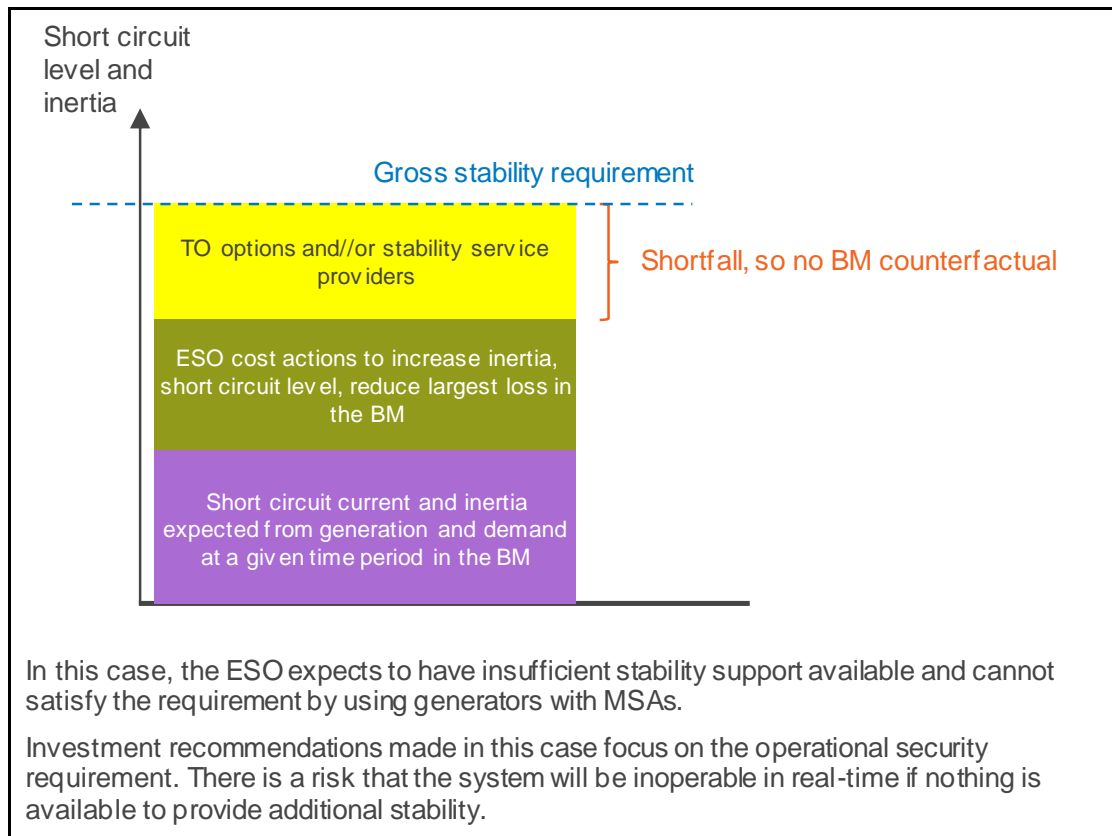 Short circuit
level and
inertia
Gross stability requirement
TO options and//or stability service
providers
Shortfall, so no BM counterfactual
ESO cost actions to increase inertia,
short circuit level, reduce largest loss in
the BM
Short circuit current and inertia
expected from generation and demand
at a given time period in the BM
In this case, the ESO expects to have insufficient stability support available and cannot
satisfy the requirement by using generators with MSAs.
Investment recommendations made in this case focus on the operational security
requirement. There is a risk that the system will be inoperable in real-time if nothing is
available to provide additional stability.